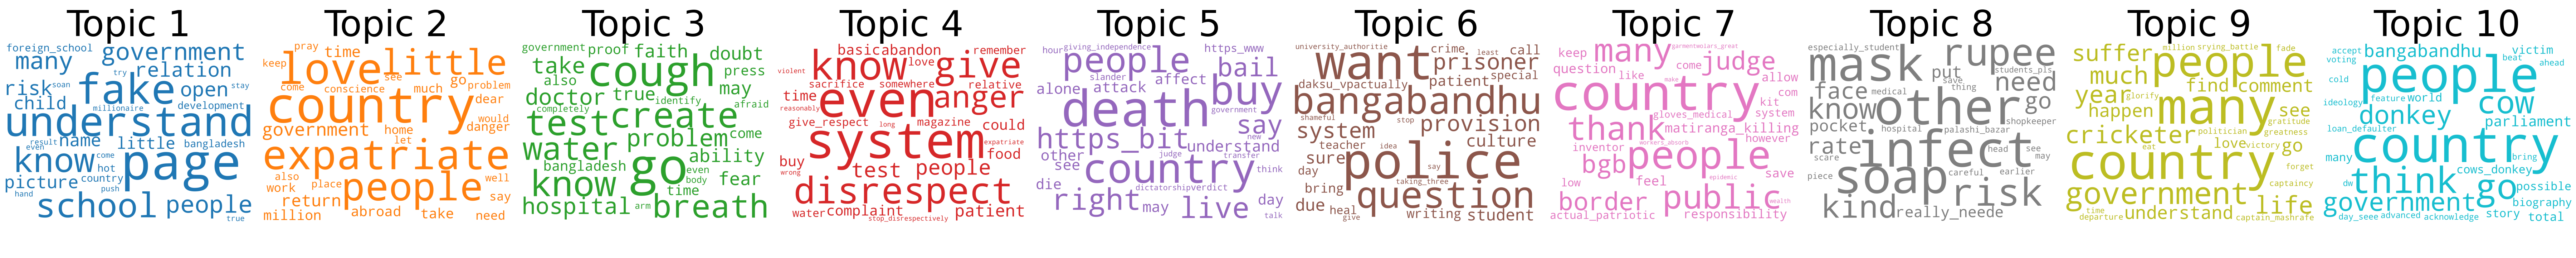 Topic 1
foreign_school government
many relation
risk fake open stay
try soan
child millionaire development
understand
result name little bangladesh
even
know come hot page
picture country
push
hand school people
true
Topic 2
pray time little
love
keep see
come conscience much go problem
country dear
would
government home danger
let
expatriate
also place well
work return people say
million abroad take need
Topic 3
government proof faith doubt
take cough press
also may
doctor true identify afraid
completely
test create
water problem come
bangladesh go ability
know even fear
body
time
hospital arm breath
Topic 4
basic abandon remember
violent know love give
sacrifice somewhere relative
time even anger
reasonably
give_respect long magazine could
system expatriate
buy food
wrong test people
disrespect
water complaint patient
stop_disrespectively
Topic 5
hour giving_independence https_www
people bail
slander
alone attack affect buy
death government
https_bit say
new
other judge understand
see transfer
die country think
dictatorshipverdict
right may live day
talk
Topic 6
university_authoritie crime least call
want prisoner
special
daksu_vpactually patient
bangabandhu
shameful
system stop provision
teacher idea culture
sure say
day police
bring taking_three
due question
heal writing student
give
Topic 7
keep many garmentwoiars_great
question like come judge
make allow
country com
kit
gloves_medical system
thank matiranga_killing
inventor however
bgb people
workers_absorb
low feel epidemic save
border public
wealth
actual_patriotic responsibility
Topic 8
especially_student rupee
mask put students_pls
face save need
medical thing
know other go
pocket hospital palashi_bazar
shopkeeper
rate infect
scare head see
may
piece soap careful earlier
risk
kind really_neede
Topic 9
suffer million srying_battle fade
people
much find comment
year glorify
happen many see
politician gratitude
cricketer greatness
love victory go
eat
country forget
captaincy
government life
time
departure understand captain_mashrafe
Topic 10
accept bangabandhu victim
voting beat ahead
people
cold cow
ideology feature world
donkey parliament
loan_defaulter
country
many cows_donkey bring
think go
dw possible
government biography
day_seee advanced acknowledge story total